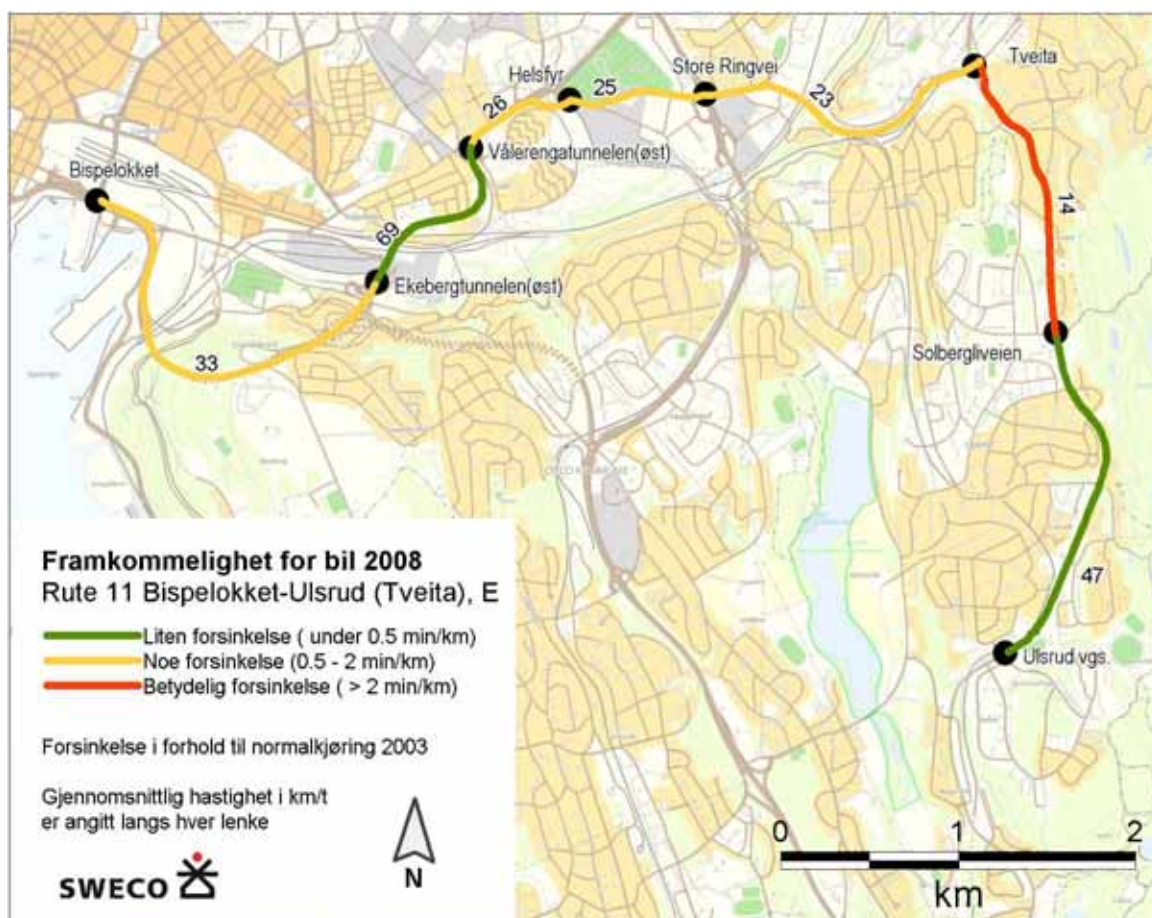 Bispelokket
Helsfyr
Store Ringvei
Tveita
26
25
23
Vålerengatunnelen(øst)
69
Ekebergtunnelen(øst)
33
14
Solbergliveien
47
Ulsrud vgs.
Framkommelighet for bil 2008
Rute 11 Bispelokket-Ulsrud (Tveita), E
Liten forsinkelse ( under 0.5 min/km)
Noe forsinkelse (0.5 - 2 min/km)
Betydelig forsinkelse ( > 2 min/km)
Forsinkelse i forhold til normalkjøring 2003
Gjennomsnittlig hastighet i km/t
er angitt langs hver lenke
SWECO
N
0 1 2
km